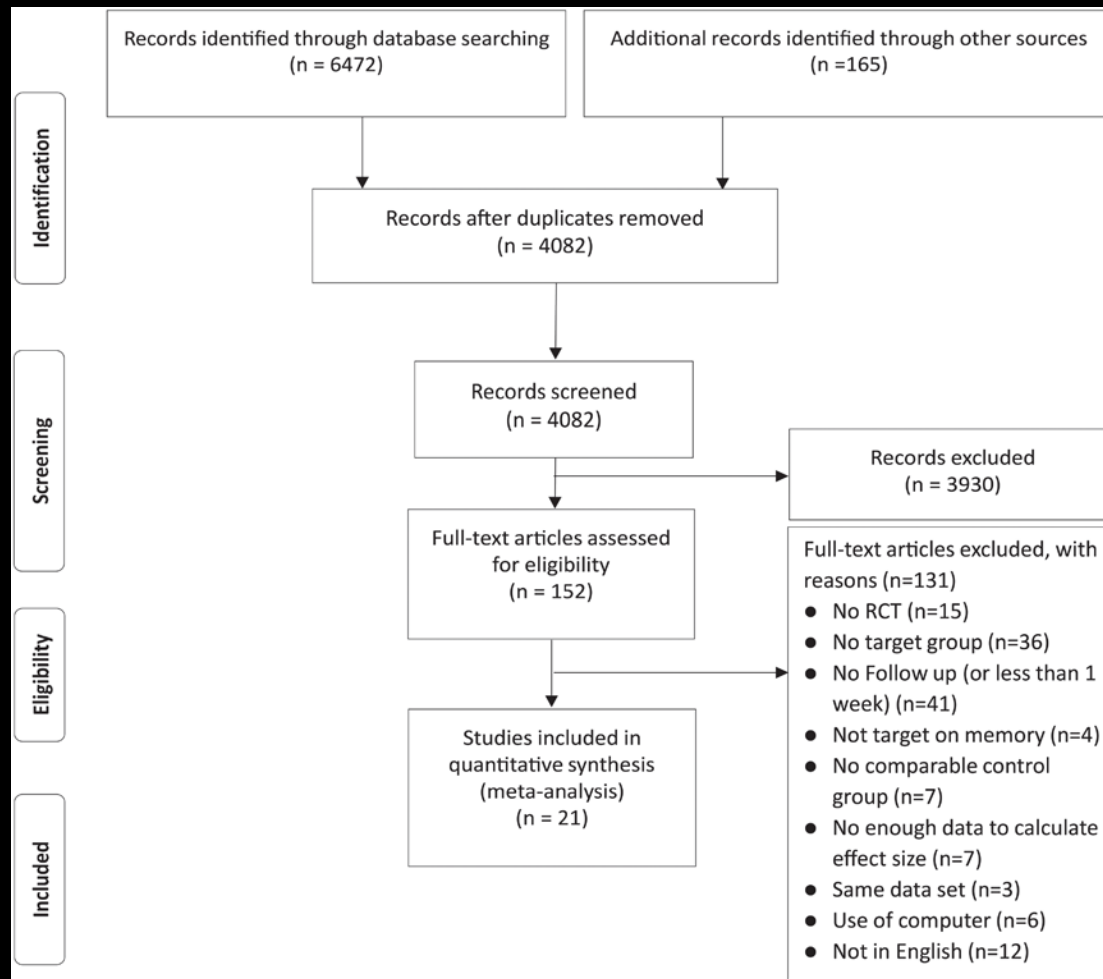 Records identified through database searching
(n = 6472)
Additional records identified through other sources
(n =165)
Identification
Records after duplicates removed
(n = 4082)
Screening
Records screened
(n = 4082)
Records excluded
(n = 3930)
Full-text articles assessed
for eligibility
(n = 152)
Full-text articles excluded, with
reasons (n=131)
● No RCT (n=15)
● No target group (n=36)
● No Follow up (or less than 1
week) (n=41)
● Not target on memory (n=4)
● No comparable control
group (n=7)
● No enough data to calculate
effect size (n=7)
● Same data set (n=3)
● Use of computer (n=6)
● Not in English (n=12)
Eligibility
Studies included in
quantitative synthesis
(meta-analysis)
(n = 21)
Included